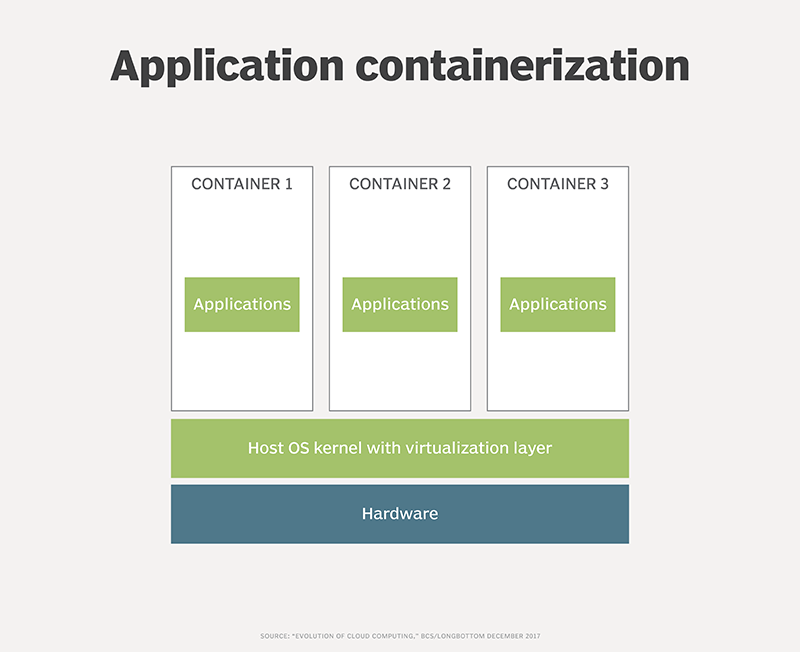 Application containerization
CONTAINER 1
CONTAINER 2
CONTAINER 3
Applications
Applications
Applications
Host OS kernel with virtualization layer
Hardware
SOURCE: "EVOLUTION OF CLOUD COMPUTING," BCS/LONGBOTTOM DECEMBER 2017